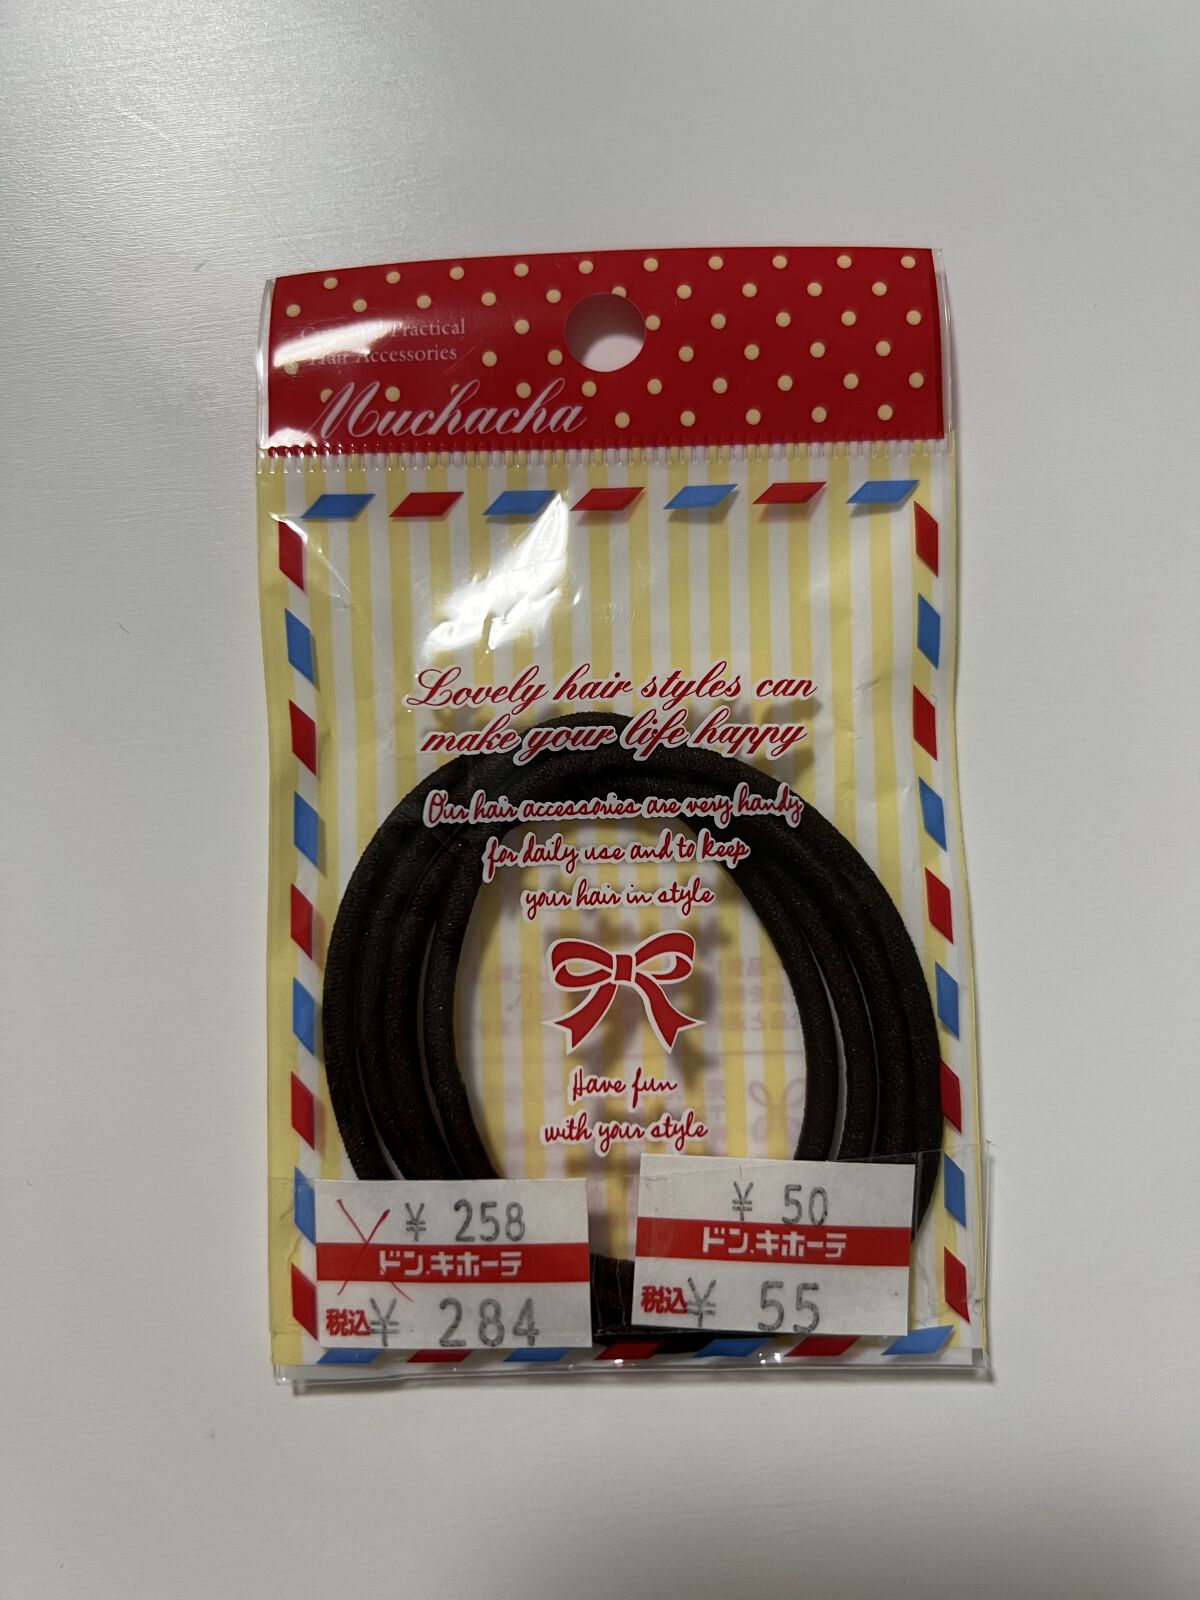 Practical
Hair Accessories
Muchacha
Lovely hair styles can
make your life happy
Our hair accessories are very handy
for daily use and to keep
your hair in style
Have fun
with your style
¥ 258
ドン.キホーテ
税込¥ 284
¥ 50
ドン.キホーテ
税込¥ 55